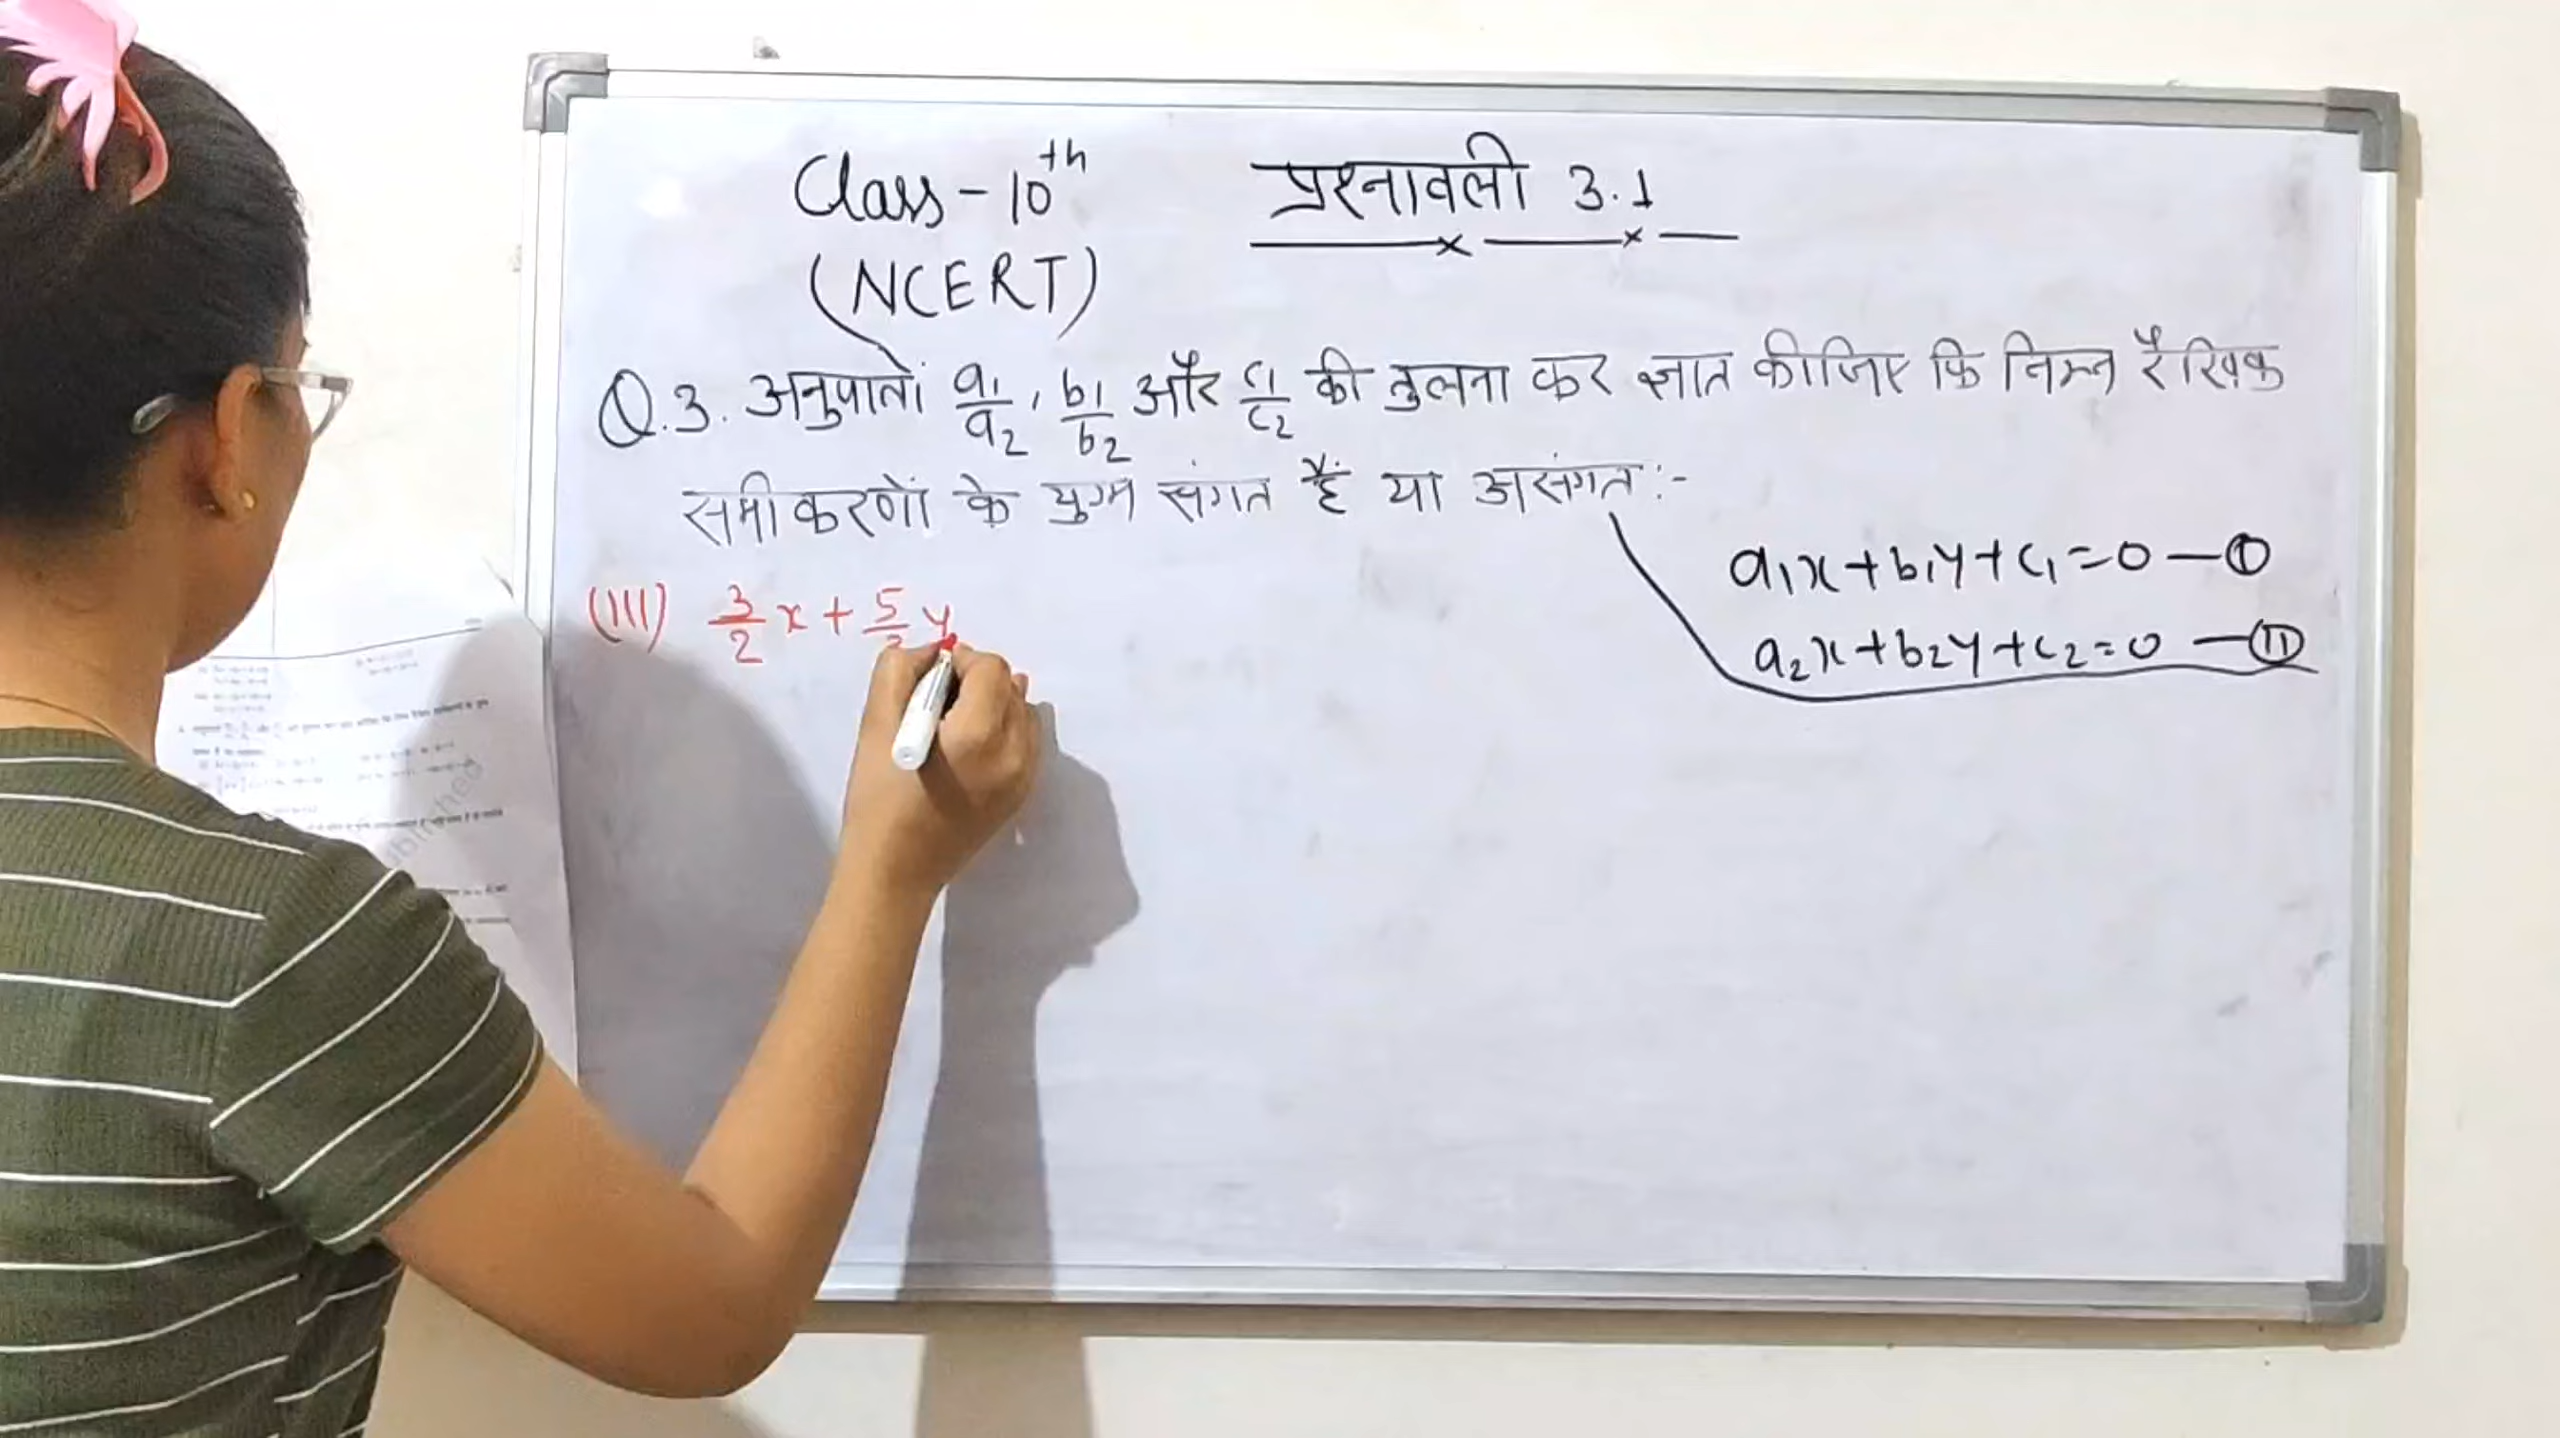 Class - 10th प्रश्नावली 3.1
(NCERT)
Q.3. अनुपातों a₁/a₂, b₁/b₂ और c₁/c₂ की तुलना कर ज्ञात कीजिए कि निम्न रैखिक
समीकरणों के युग्म संगत हैं या असंगत :-
a₁x+b₁y+c₁=0 — ①
a₂x+b₂y+c₂=0 — Ⅱ
(III) 3/2 x + 5/3 y